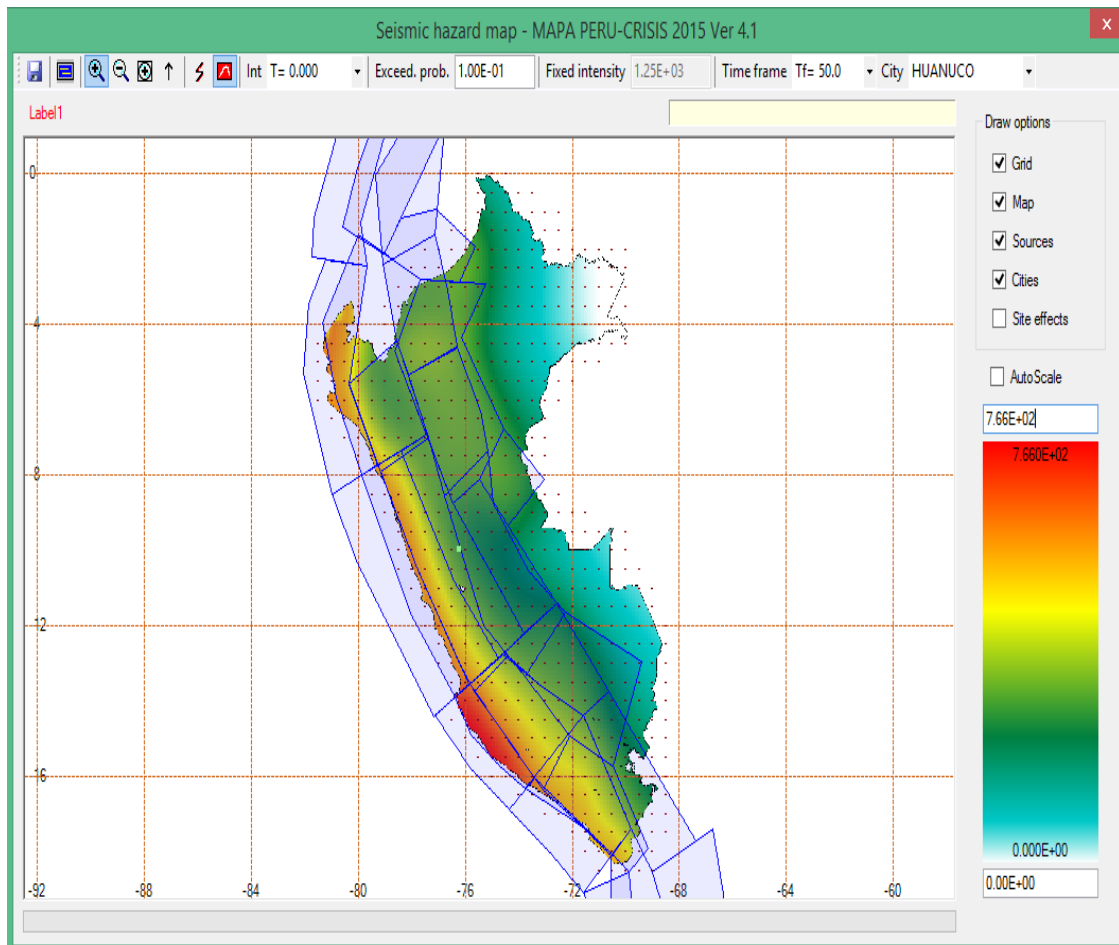 Seismic hazard map - MAPA PERU-CRISIS 2015 Ver 4.1
x
Int T= 0.000 Exceed. prob. 1.00E-01 Fixed intensity 1.25E+03 Time frame Tf= 50.0 City HUANUCO
Label1
Draw options
Grid
Map
Sources
Cities
Site effects
AutoScale
7.66E+02
7.660E+02
0.000E+00
0.00E+00
0
-4
-8
-12
-16
-92 -88 -84 -80 -76 -72 -68 -64 -60